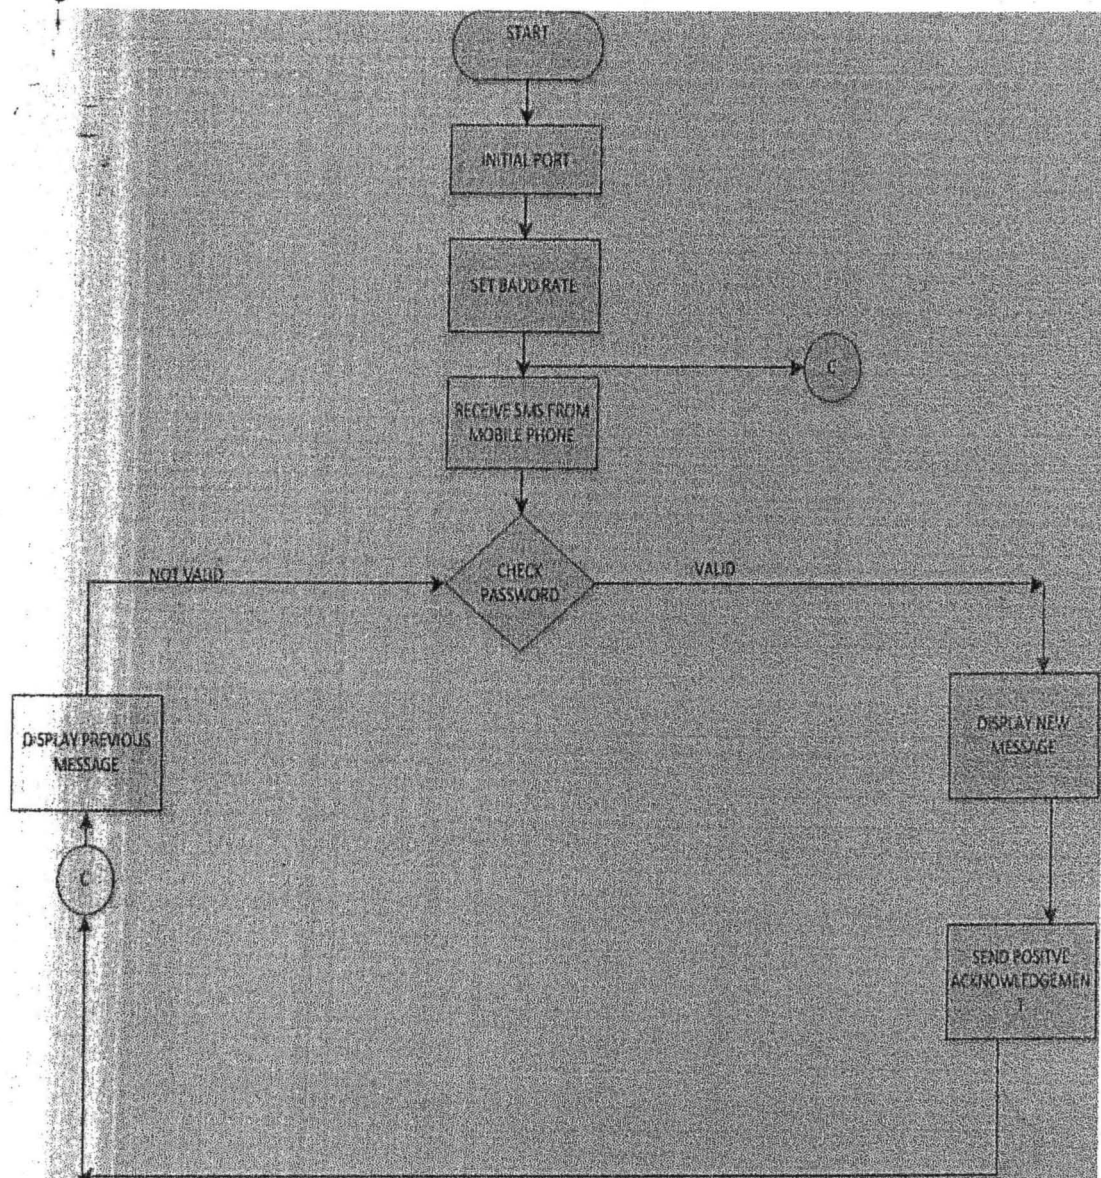 START
INITIAL PORT
SET BAUD RATE
C
RECEIVE SMS FROM
MOBILE PHONE
NOT VALID
CHECK
PASSWORD
VALID
DISPLAY PREVIOUS
MESSAGE
DISPLAY NEW
MESSAGE
C
SEND POSITVE
ACKNOWLEDGEMEN
T